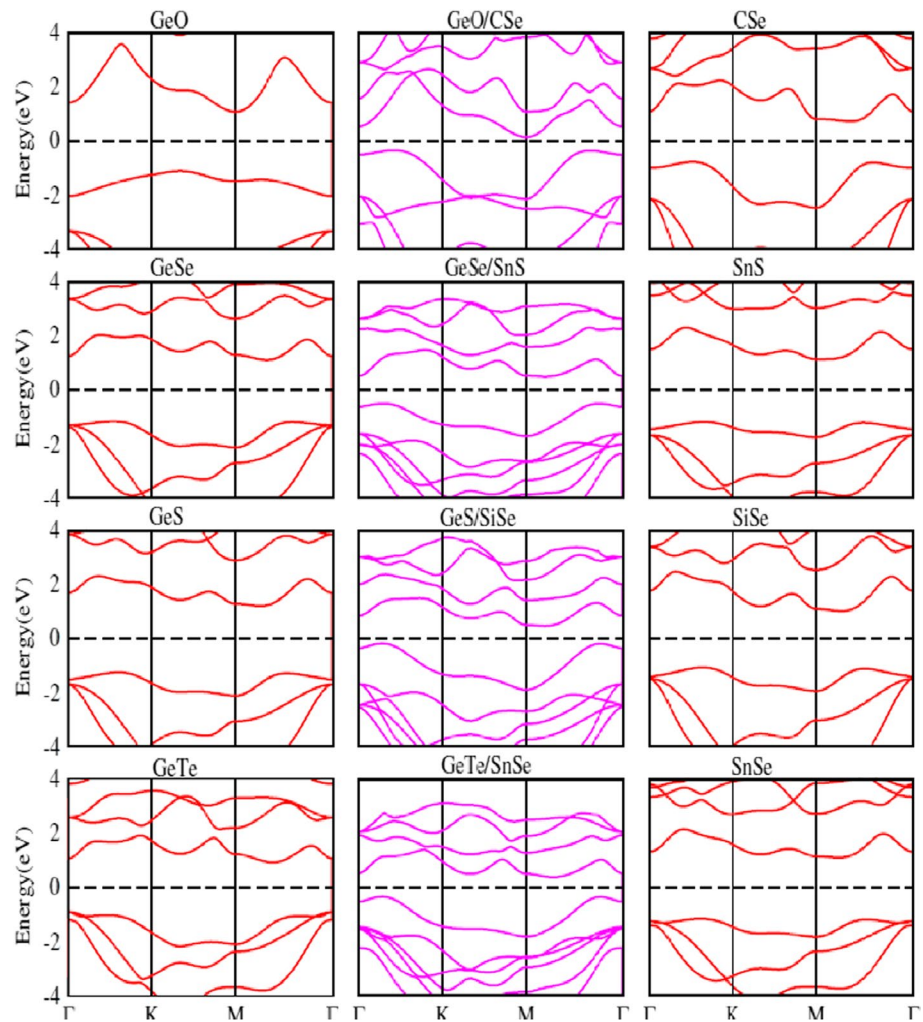 GeO GeO/CSe CSe
4
2
Energy(eV)
0
-2
-4
GeSe GeSe/SnS SnS
4
2
Energy(eV)
0
-2
-4
GeS GeS/SiSe SiSe
4
2
Energy(eV)
0
-2
-4
GeTe GeTe/SnSe SnSe
4
2
Energy(eV)
0
-2
-4
Γ K M Γ Γ K M Γ Γ K M Γ